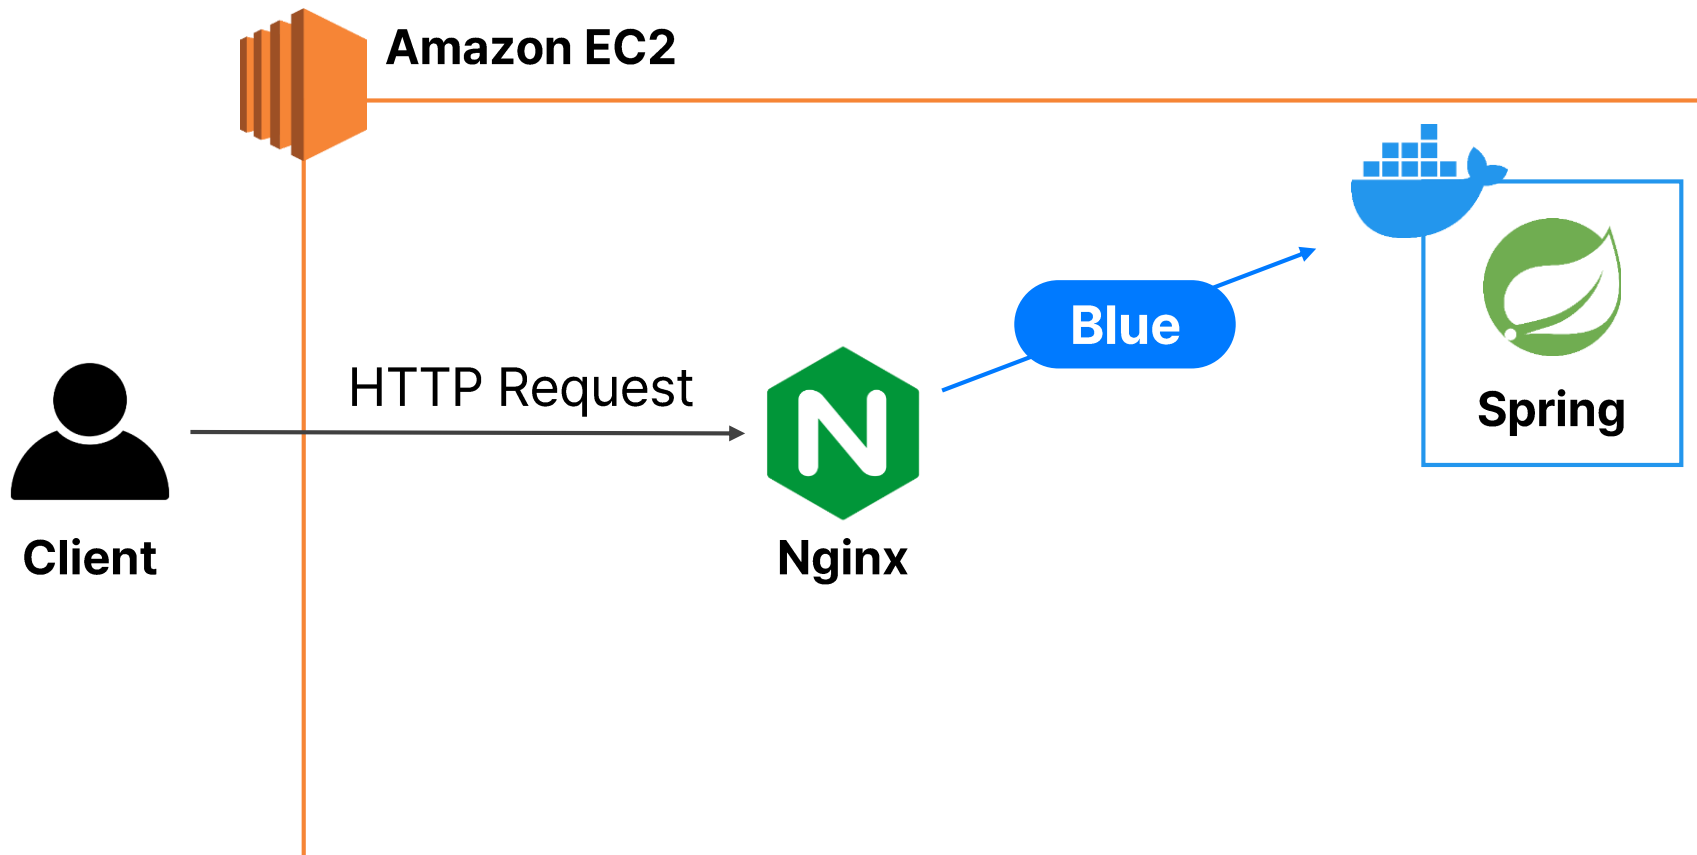 Amazon EC2
Blue
HTTP Request
Spring
Client
Nginx